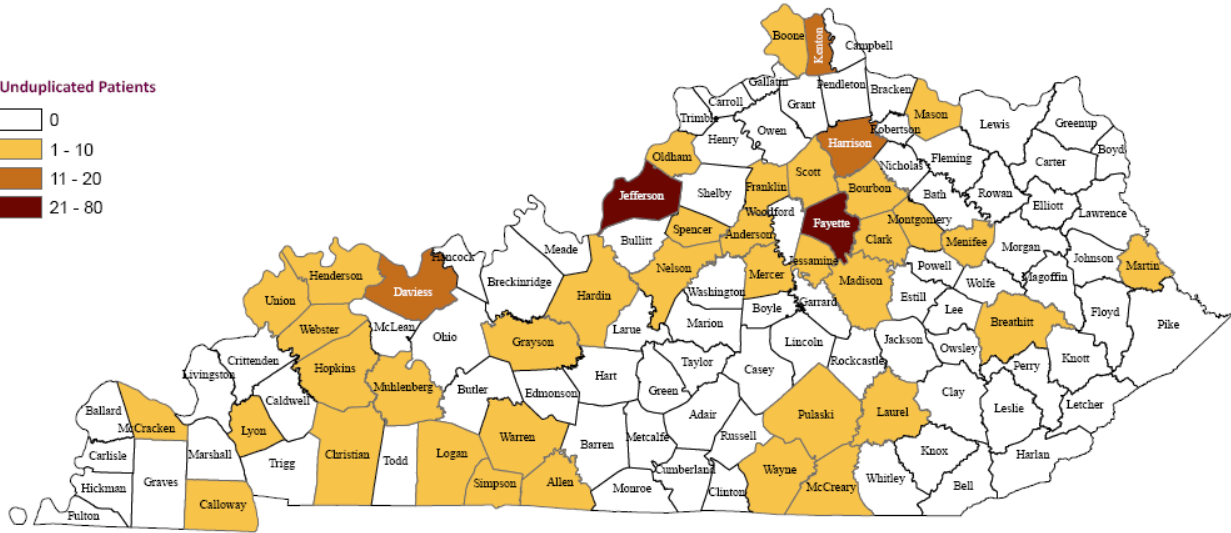 Unduplicated Patients
0
1 - 10
11 - 20
21 - 80
Boone
Kenton
Campbell
Gallatin
Pendleton
Bracken
Carroll
Grant
Mason
Trimble
Owen
Robertson
Lewis
Greenup
Henry
Harrison
Boyd
Oldham
Nicholas
Fleming
Carter
Scott
Franklin
Bourbon
Jefferson
Shelby
Bath
Rowan
Elliott
Woodford
Fayette
Montgomery
Lawrence
Spencer
Anderson
Clark
Bullitt
Menifee
Morgan
Meade
Hancock
Jessamine
Johnson
Martin
Henderson
Nelson
Mercer
Madison
Powell
Magoffin
Breckinridge
Wolfe
Daviess
Washington
Union
Hardin
Garrard
Estill
Boyle
Lee
Floyd
Webster
McLean
Larue
Marion
Breathitt
Pike
Ohio
Grayson
Lincoln
Jackson
Owsley
Crittenden
Taylor
Rockcastle
Knott
Hopkins
Casey
Perry
Livingston
Hart
Muhlenberg
Butler
Edmonson
Green
Clay
Caldwell
Letcher
Ballard
Leslie
Adair
Pulaski
Laurel
McCracken
Lyon
Warren
Metcalfe
Russell
Barren
Carlisle
Marshall
Christian
Todd
Logan
Knox
Harlan
Trigg
Cumberland
Wayne
Graves
Simpson
Allen
Whitley
Hickman
Monroe
Clinton
McCreary
Bell
Calloway
Fulton